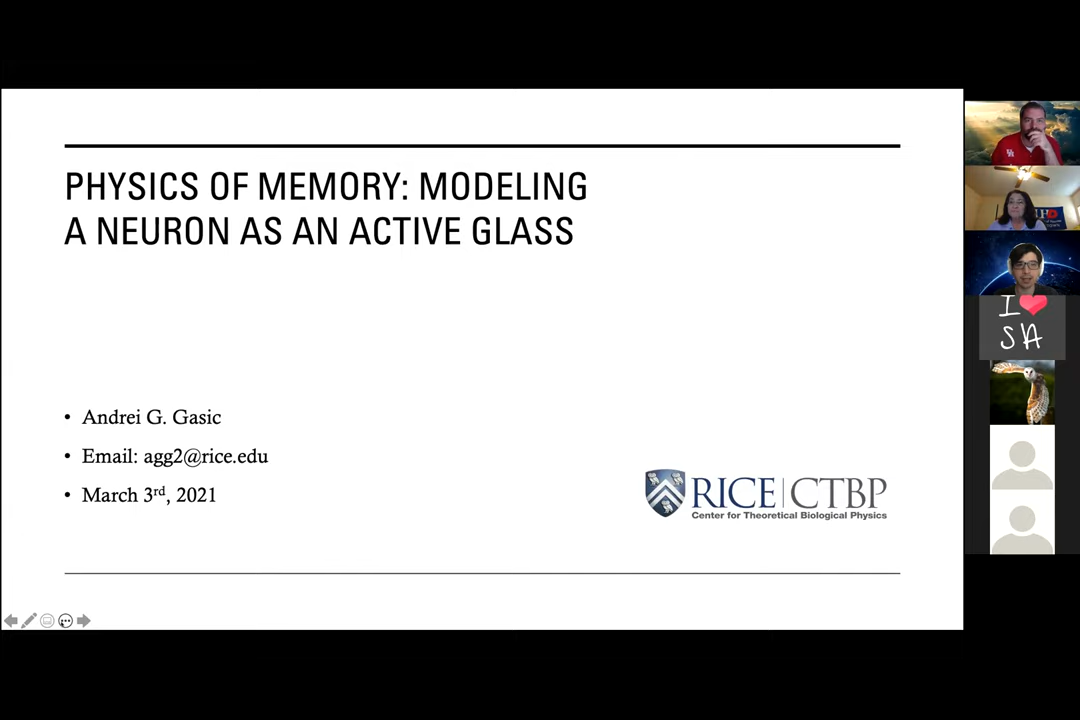 PHYSICS OF MEMORY: MODELING
A NEURON AS AN ACTIVE GLASS
• Andrei G. Gasic
• Email: agg2@rice.edu
• March 3rd, 2021
RICE | CTBP
Center for Theoretical Biological Physics
I ❤
SA